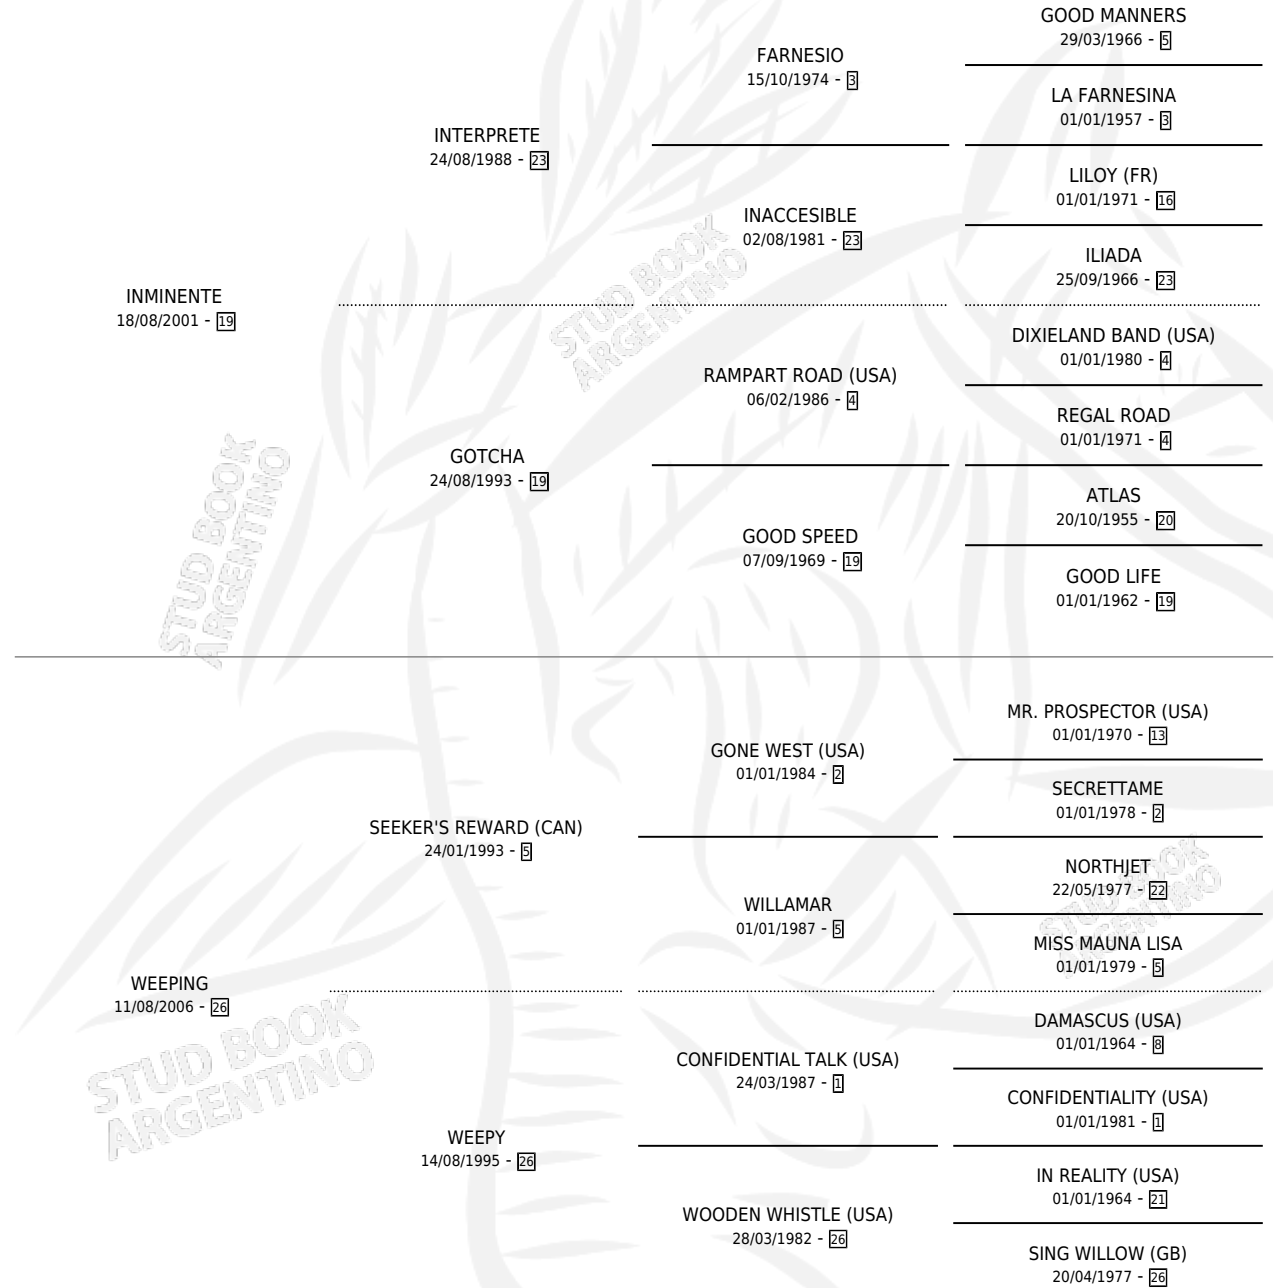 GOOD MANNERS
29/03/1966 - 5
FARNESIO
15/10/1974 - 3
LA FARNESINA
01/01/1957 - 3
INTERPRETE
24/08/1988 - 23
LILOY (FR)
01/01/1971 - 16
INACCESIBLE
02/08/1981 - 23
ILIADA
25/09/1966 - 23
INMINENTE
18/08/2001 - 19
STUD BOOK
ARGENTINO
DIXIELAND BAND (USA)
01/01/1980 - 4
RAMPART ROAD (USA)
06/02/1986 - 4
REGAL ROAD
01/01/1971 - 4
GOTCHA
24/08/1993 - 19
ATLAS
20/10/1955 - 20
GOOD SPEED
07/09/1969 - 19
GOOD LIFE
01/01/1962 - 19
STUD BOOK
ARGENTINO
MR. PROSPECTOR (USA)
01/01/1970 - 13
GONE WEST (USA)
01/01/1984 - 2
SECRETTAME
01/01/1978 - 2
SEEKER'S REWARD (CAN)
24/01/1993 - 5
NORTHJET
22/05/1977 - 22
WILLAMAR
01/01/1987 - 5
MISS MAUNA LISA
01/01/1979 - 5
STUD BOOK
ARGENTINO
WEEPING
11/08/2006 - 26
DAMASCUS (USA)
01/01/1964 - 8
CONFIDENTIAL TALK (USA)
24/03/1987 - 1
CONFIDENTIALITY (USA)
01/01/1981 - 1
WEEPY
14/08/1995 - 26
IN REALITY (USA)
01/01/1964 - 21
WOODEN WHISTLE (USA)
28/03/1982 - 26
SING WILLOW (GB)
20/04/1977 - 26
STUD BOOK
ARGENTINO